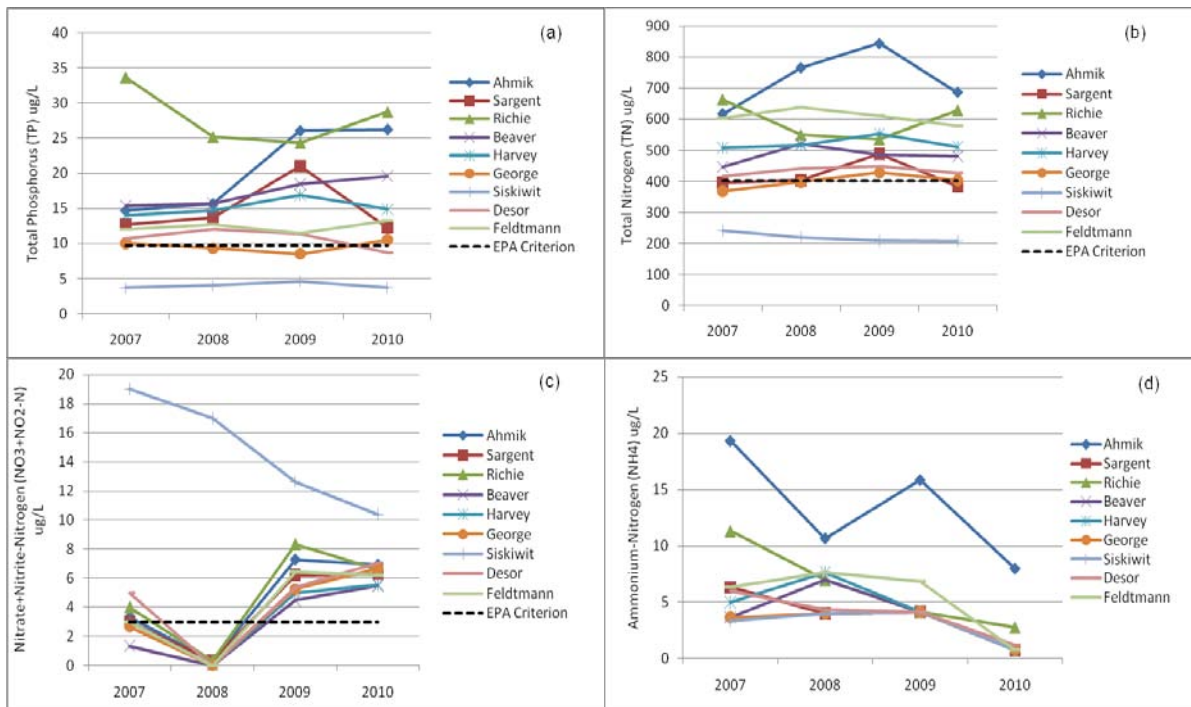 (a)
Total Phosphorus (TP) ug/L
40
35
30
25
20
15
10
5
0
2007 2008 2009 2010
Ahmik
Sargent
Richie
Beaver
Harvey
George
Siskiwit
Desor
Feldtmann
EPA Criterion
(b)
Total Nitrogen (TN) ug/L
900
800
700
600
500
400
300
200
100
0
2007 2008 2009 2010
Ahmik
Sargent
Richie
Beaver
Harvey
George
Siskiwit
Desor
Feldtmann
EPA Criterion
(c)
Nitrate+Nitrite-Nitrogen (NO3+NO2-N)
ug/L
20
18
16
14
12
10
8
6
4
2
0
2007 2008 2009 2010
Ahmik
Sargent
Richie
Beaver
Harvey
George
Siskiwit
Desor
Feldtmann
EPA Criterion
(d)
Ammonium-Nitrogen (NH4) ug/L
25
20
15
10
5
0
2007 2008 2009 2010
Ahmik
Sargent
Richie
Beaver
Harvey
George
Siskiwit
Desor
Feldtmann